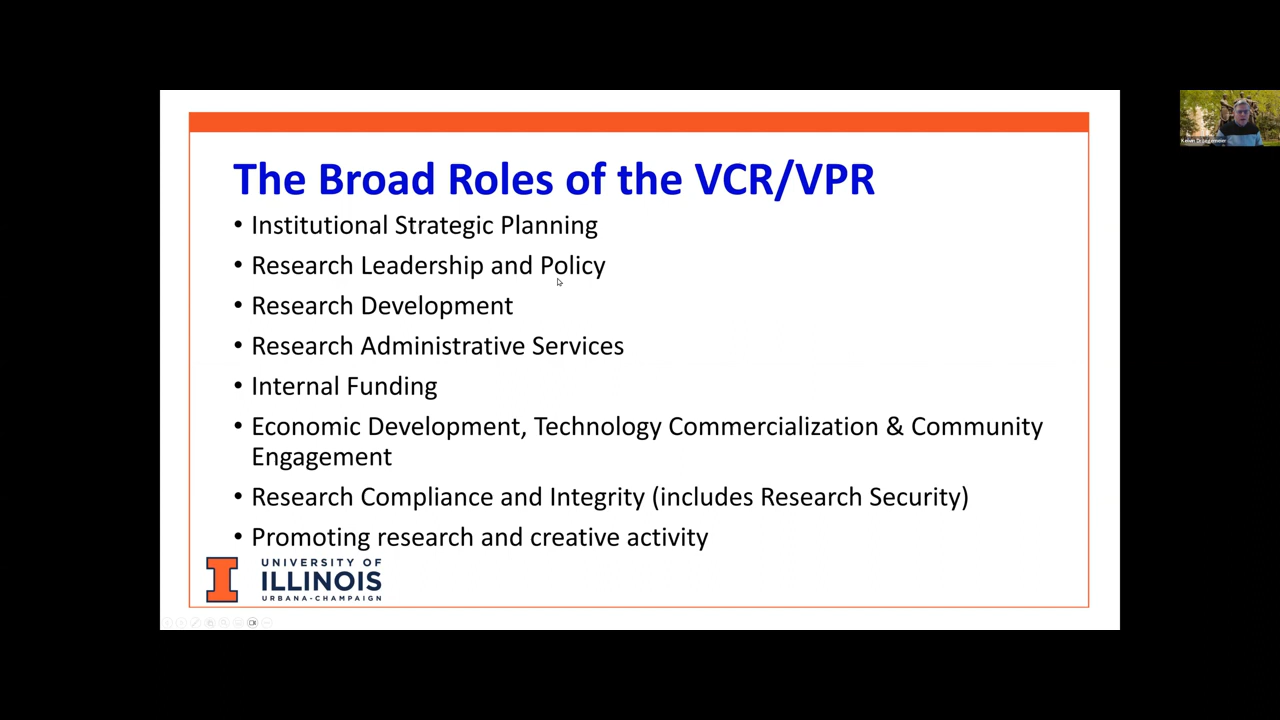 The Broad Roles of the VCR/VPR
• Institutional Strategic Planning
• Research Leadership and Policy
• Research Development
• Research Administrative Services
• Internal Funding
• Economic Development, Technology Commercialization & Community
Engagement
• Research Compliance and Integrity (includes Research Security)
• Promoting research and creative activity
UNIVERSITY OF
ILLINOIS
URBANA-CHAMPAIGN